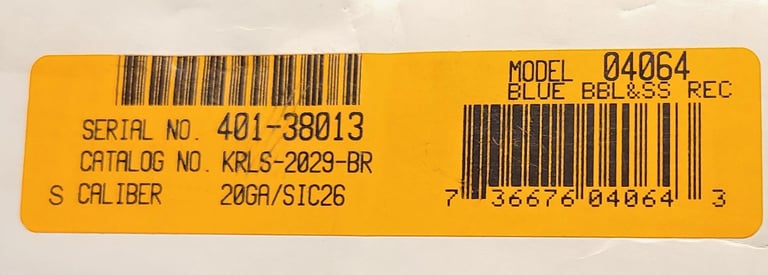 MODEL 04064
BLUE BBL&SS REC
SERIAL NO. 401-38013
CATALOG NO. KRLS-2029-BR
S CALIBER 20GA/SIC26
7 36676 04064 3